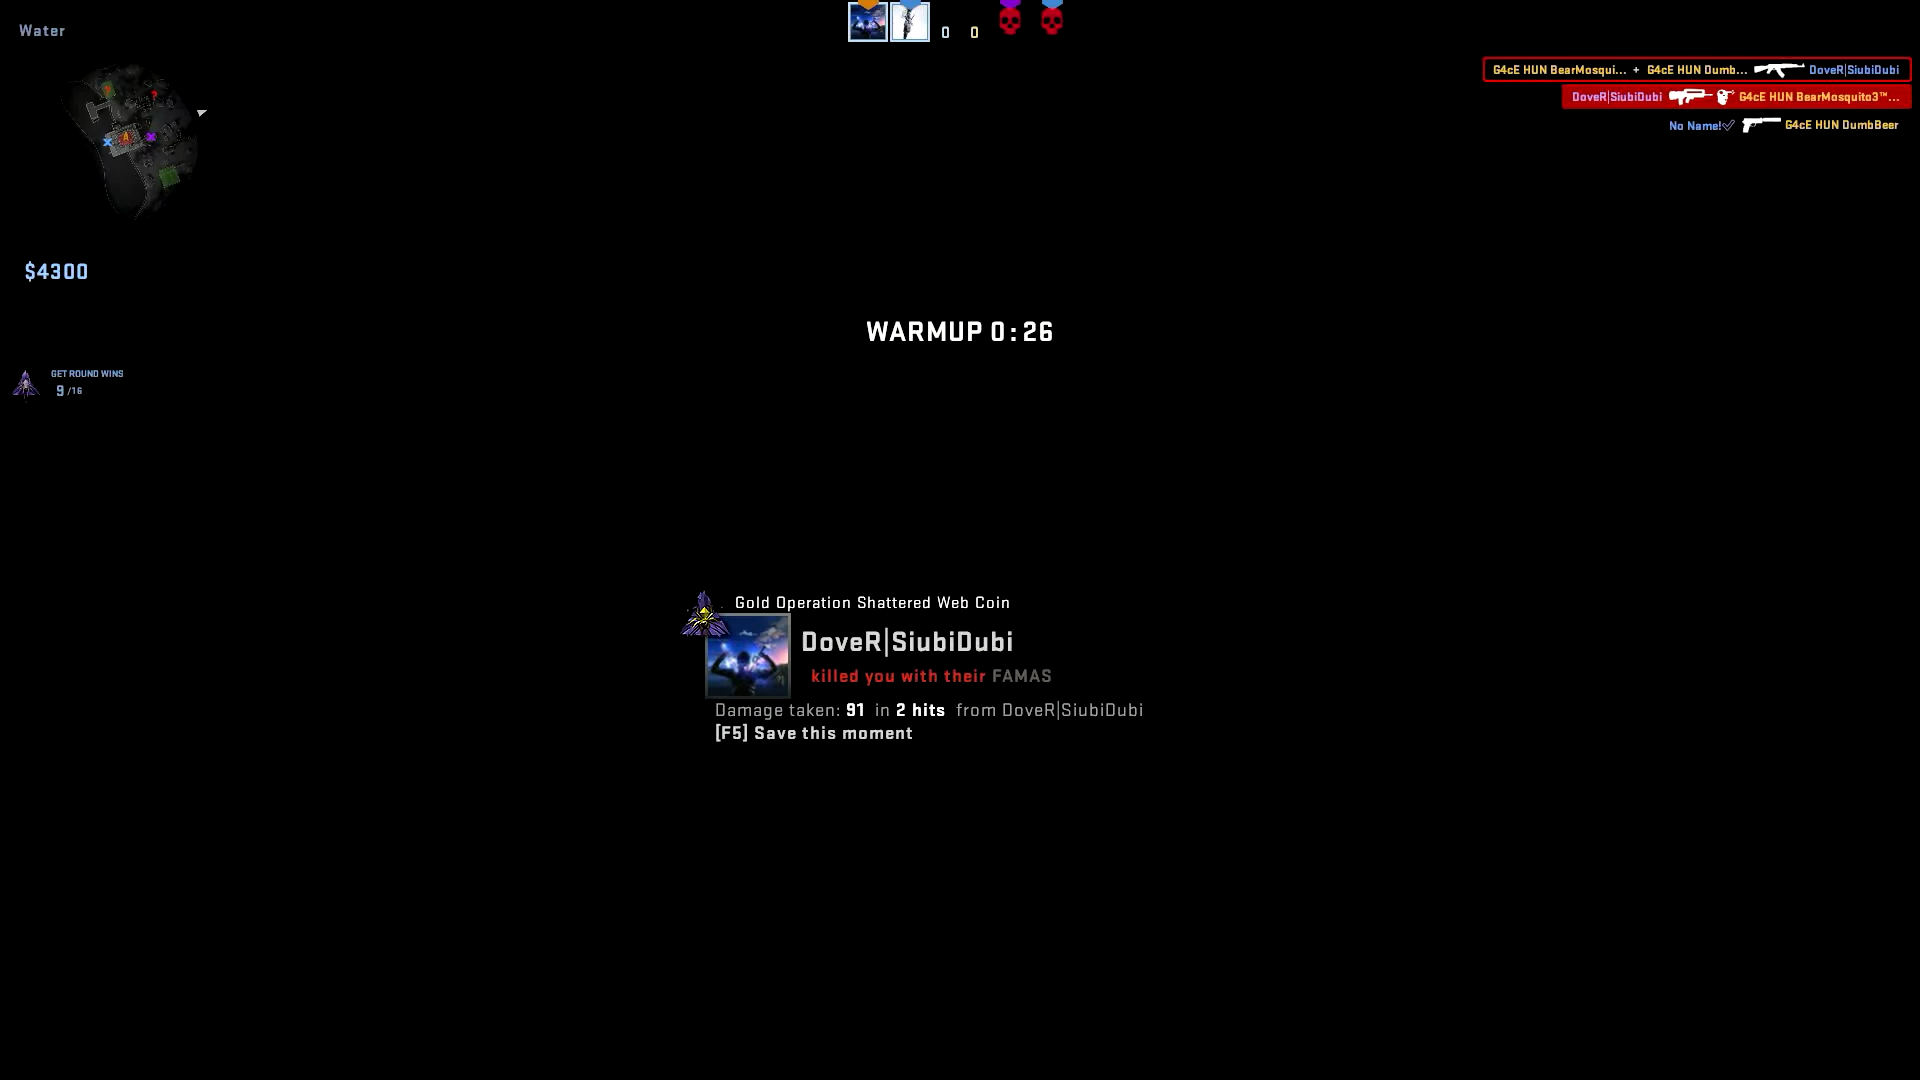 Water
0 0
G4cE HUN BearMosqui... + G4cE HUN Dumb... DoveR|SiubiDubi
DoveR|SiubiDubi G4cE HUN BearMosquito3™...
No Name!✓ G4cE HUN DumbBeer
$4300
WARMUP 0:26
GET ROUND WINS
9 /16
Gold Operation Shattered Web Coin
DoveR|SiubiDubi
killed you with their FAMAS
Damage taken: 91 in 2 hits from DoveR|SiubiDubi
[F5] Save this moment